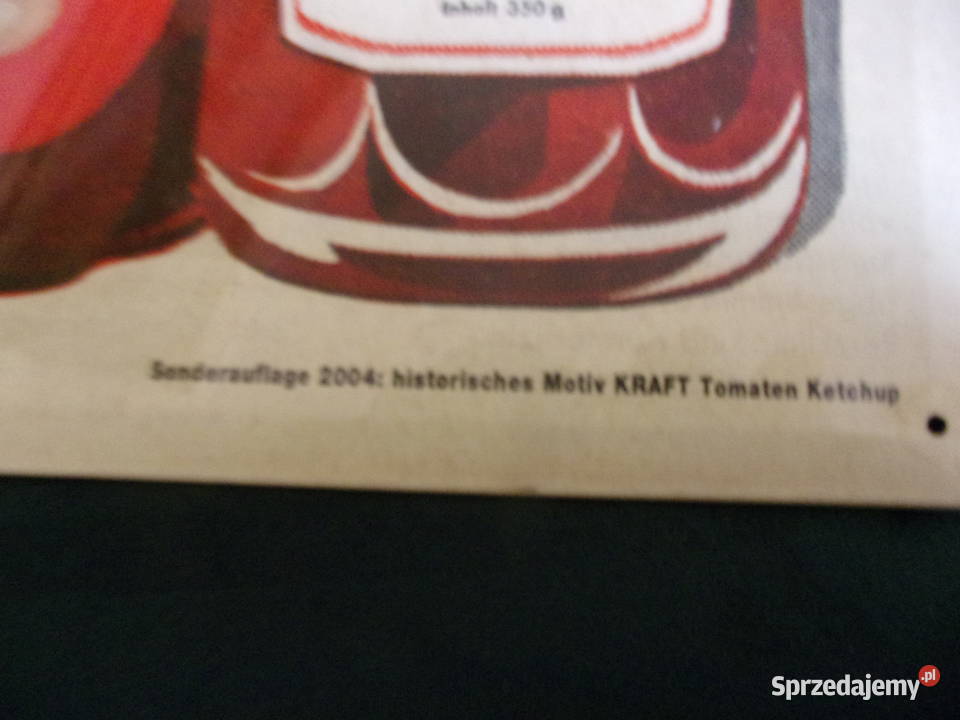 Inhalt 350 g
Sonderauflage 2004: historisches Motiv KRAFT Tomaten Ketchup
Sprzedajemy.pl